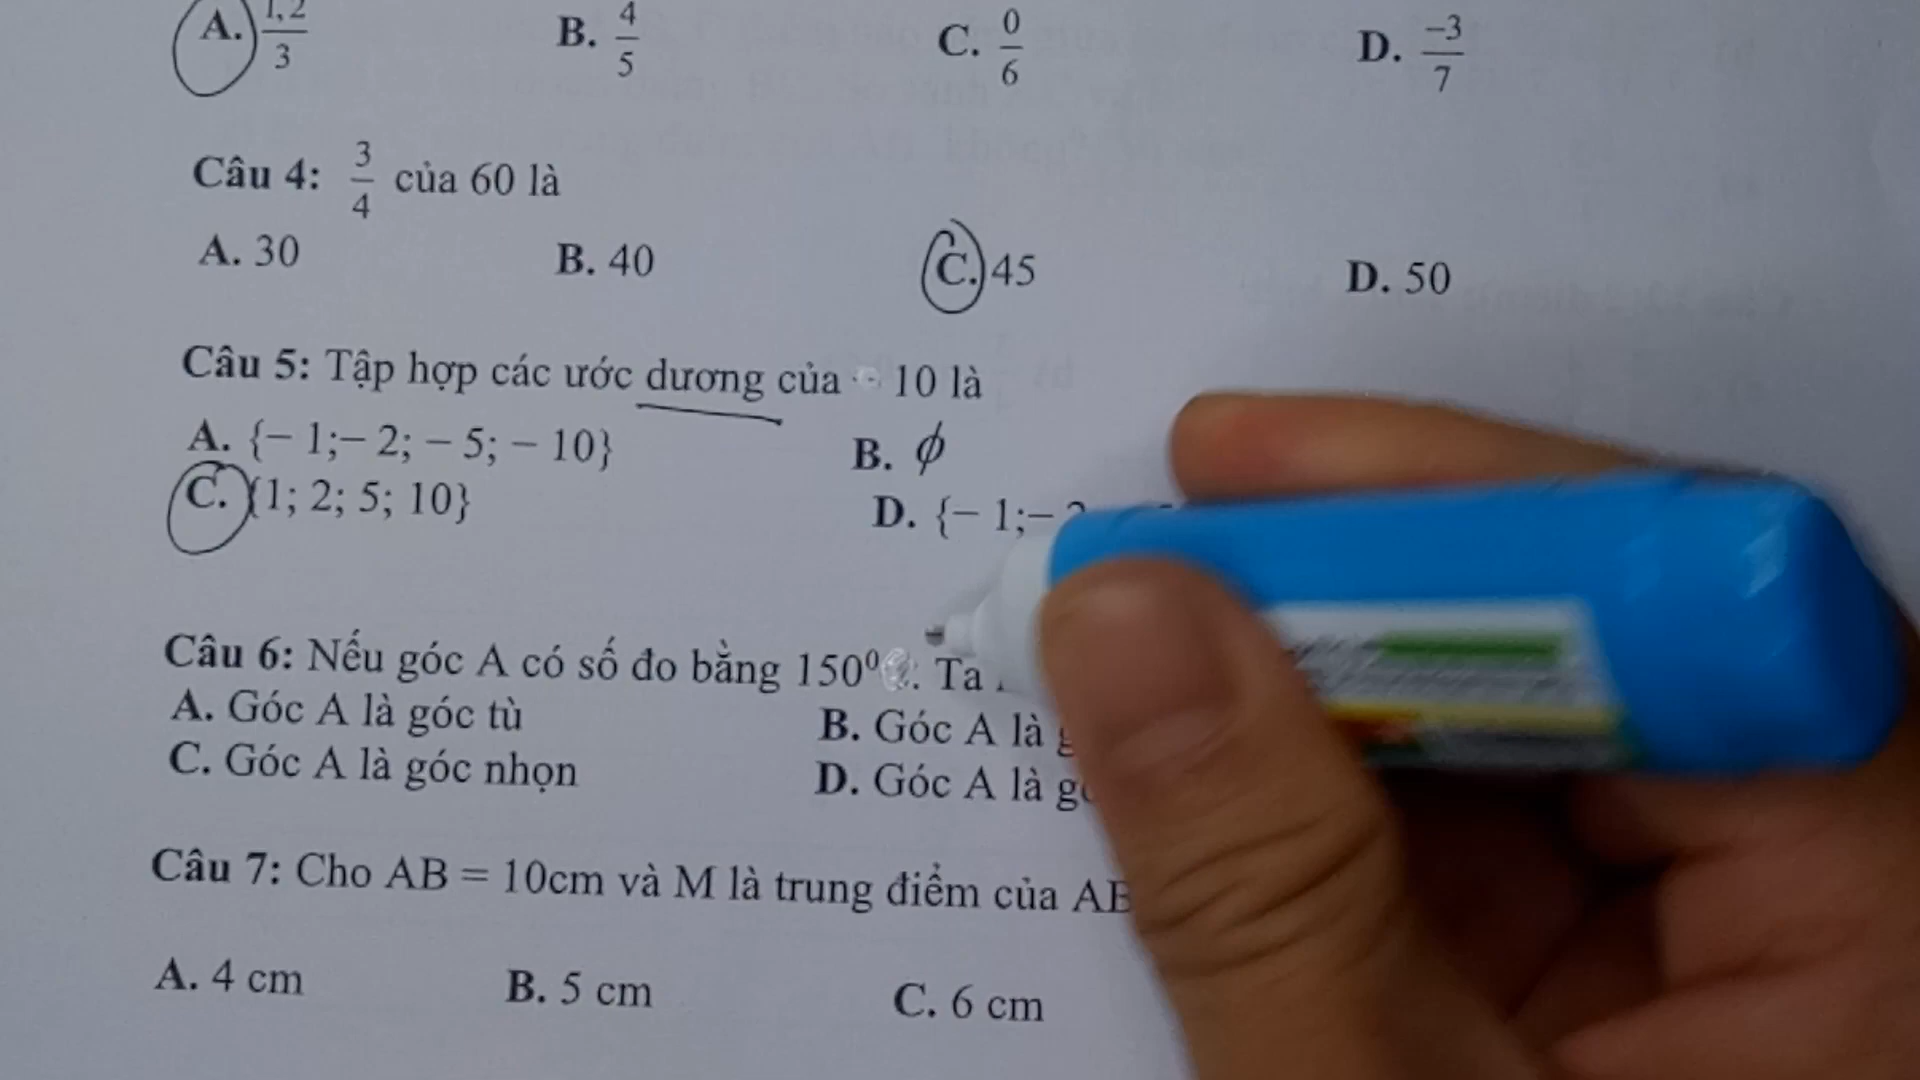 A. 1,2/3 B. 4/5 C. 0/6 D. -3/7
Câu 4: 3/4 của 60 là
A. 30 B. 40 C. 45 D. 50
Câu 5: Tập hợp các ước dương của 10 là
A. {− 1;− 2; − 5; − 10} B. ϕ
C. {1; 2; 5; 10} D. {− 1;−
Câu 6: Nếu góc A có số đo bằng 150⁰. Ta
A. Góc A là góc tù B. Góc A là
C. Góc A là góc nhọn D. Góc A là
Câu 7: Cho AB = 10cm và M là trung điểm của AB
A. 4 cm B. 5 cm C. 6 cm